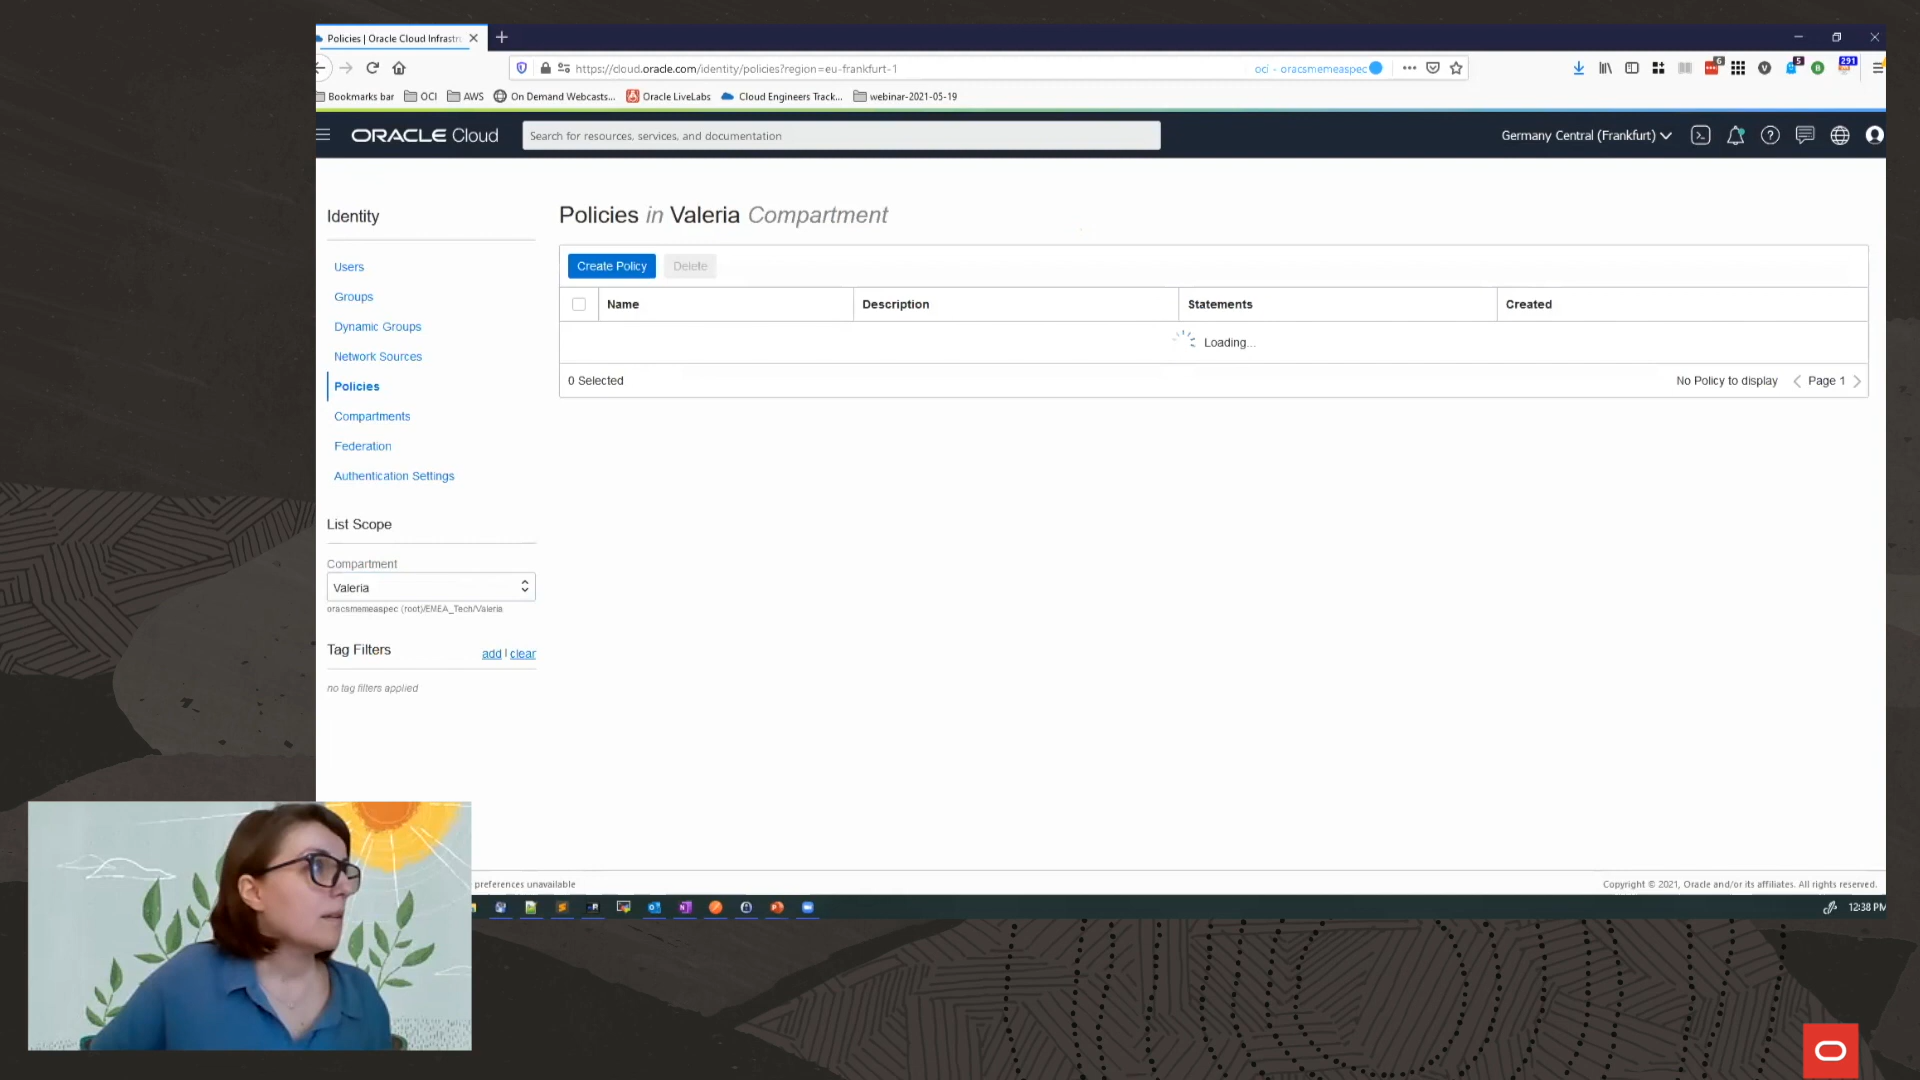 Policies | Oracle Cloud Infrastr
https://cloud.oracle.com/identity/policies?region=eu-frankfurt-1
oci - oracsmemeaspec
6
5
291
Bookmarks bar
OCI
AWS
On Demand Webcasts...
Oracle LiveLabs
Cloud Engineers Track...
webinar-2021-05-19
ORACLE Cloud
Search for resources, services, and documentation
Germany Central (Frankfurt)
Identity
Users
Groups
Dynamic Groups
Network Sources
Policies
Compartments
Federation
Authentication Settings
List Scope
Compartment
Valeria
oracsmemeaspec (root)/EMEA_Tech/Valeria
Tag Filters
add | clear
no tag filters applied
Policies in Valeria Compartment
Create Policy
Delete
Name
Description
Statements
Created
Loading...
0 Selected
No Policy to display
Page 1
preferences unavailable
Copyright © 2021, Oracle and/or its affiliates. All rights reserved.
12:38 PM